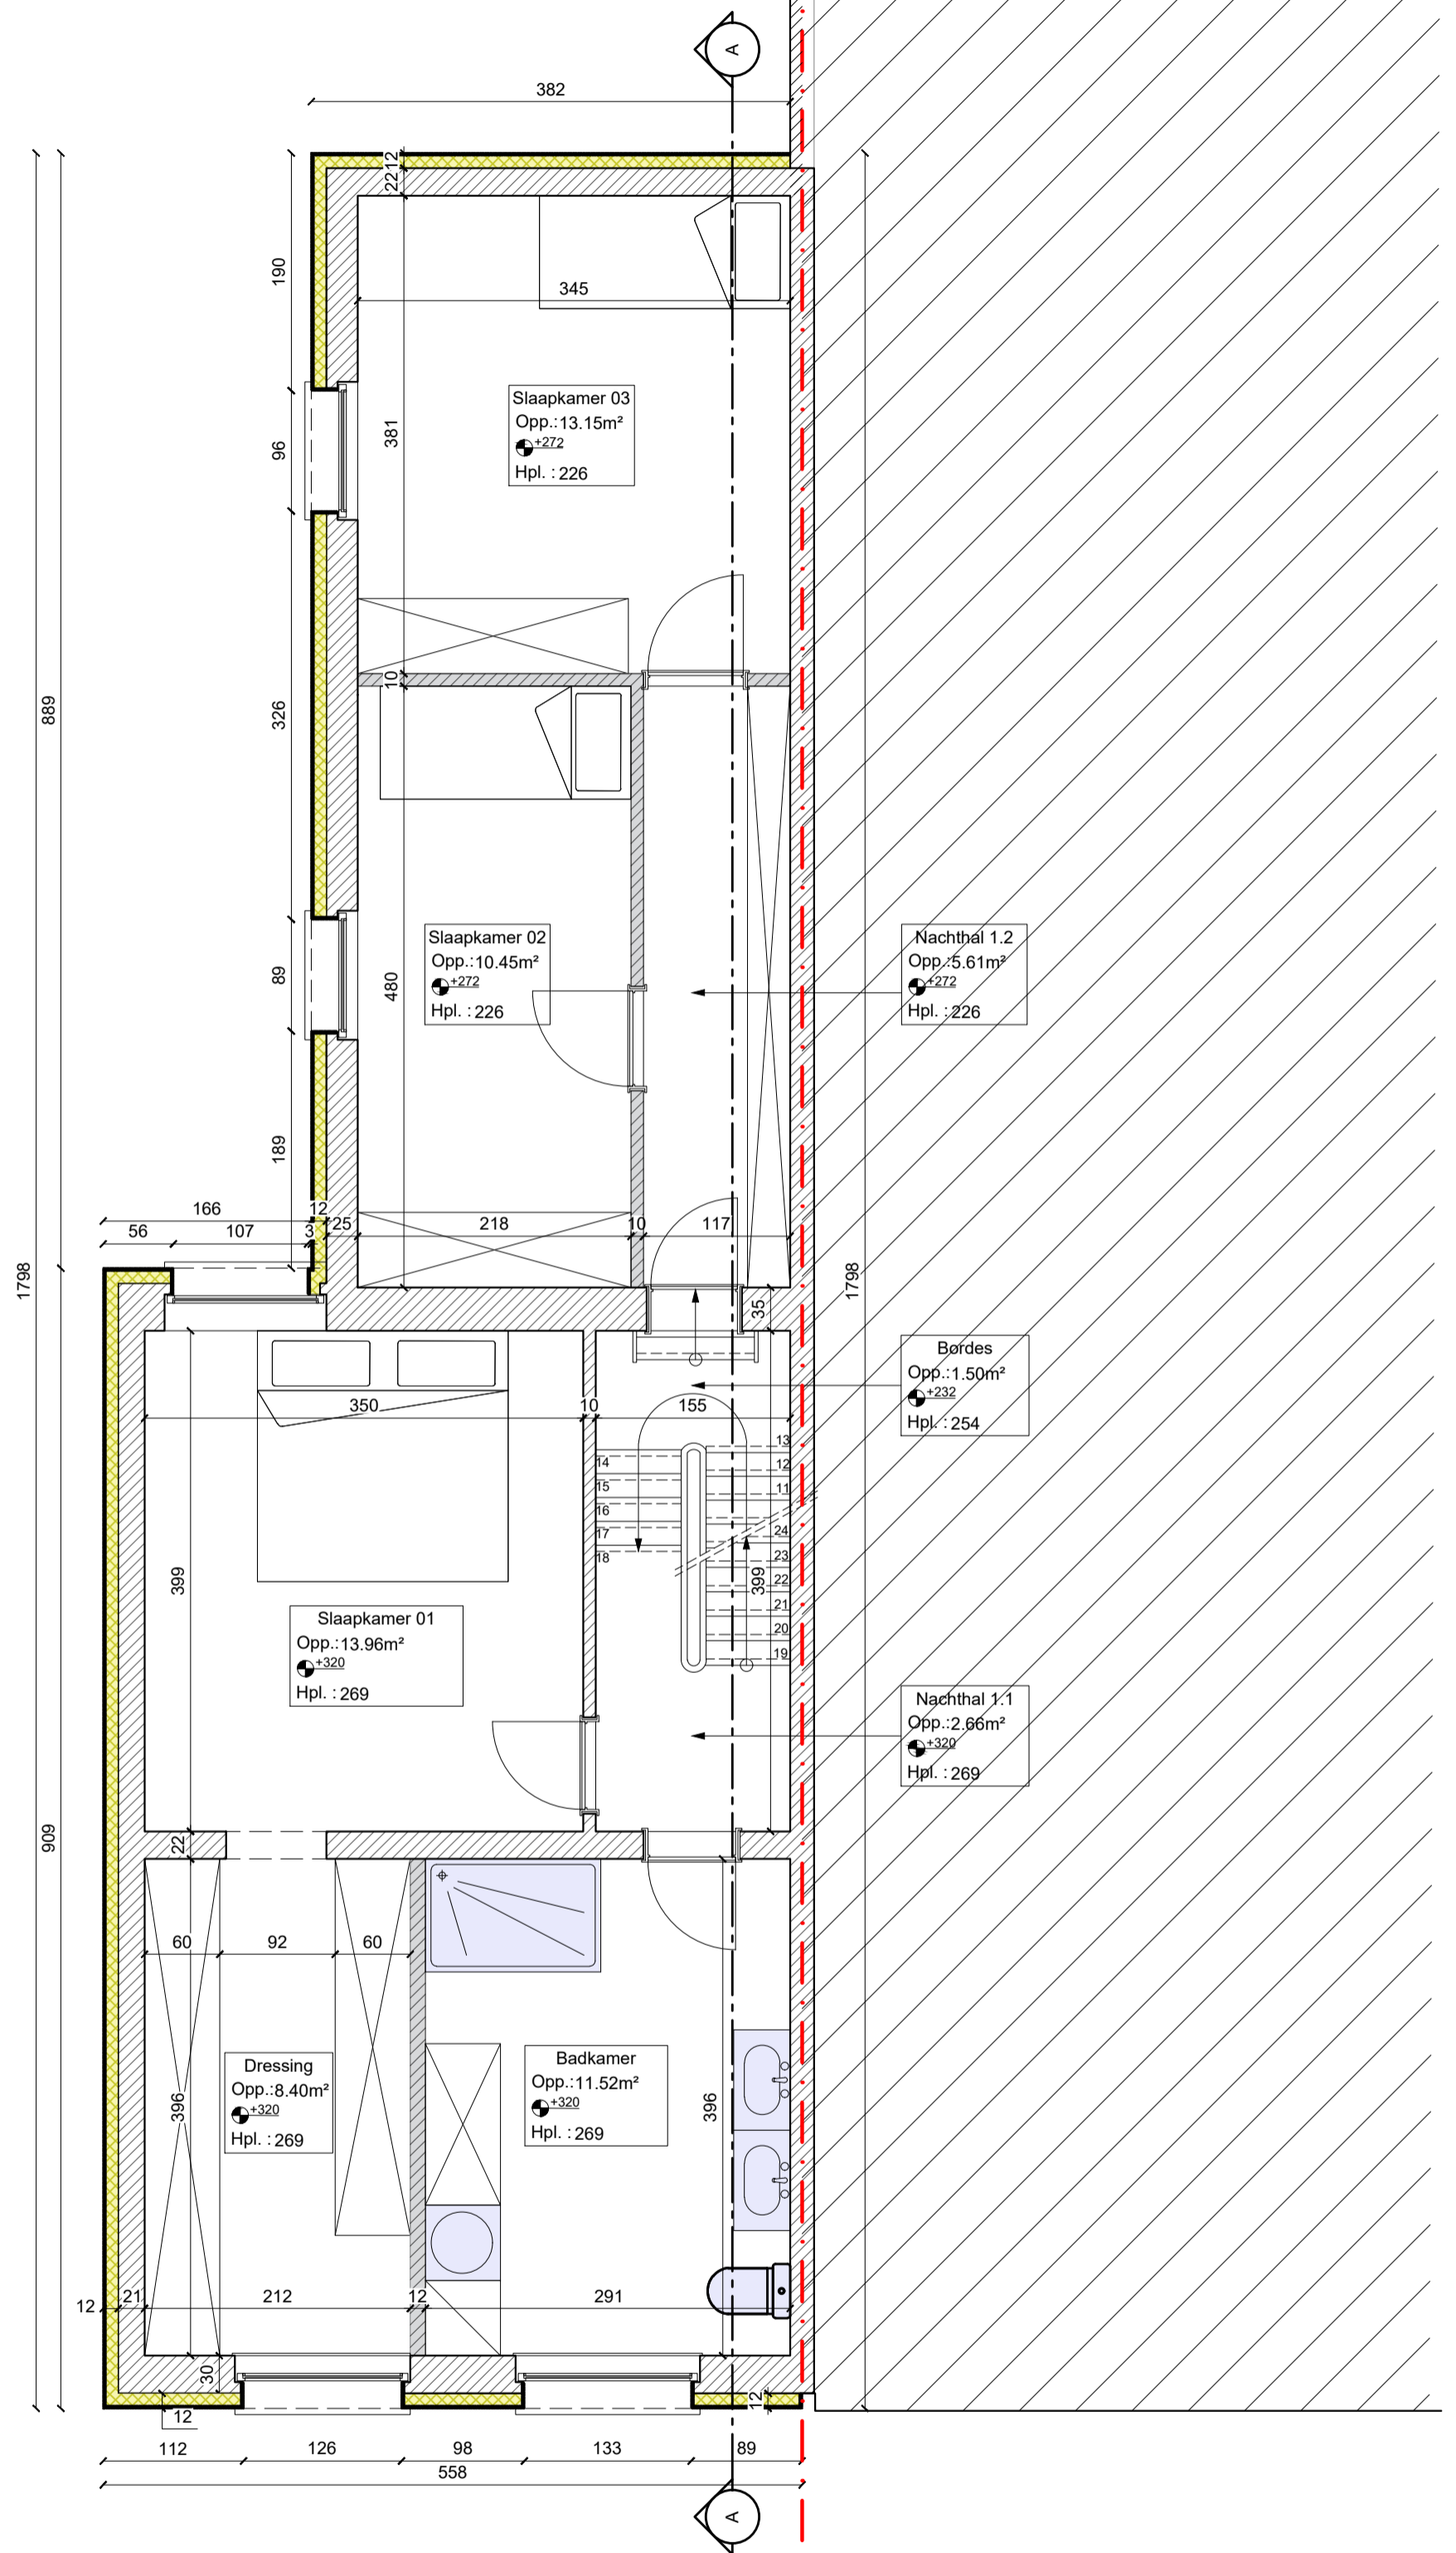 A
382
12
22
190
345
Slaapkamer 03
Opp.:13.15m²
+272
Hpl. : 226
381
96
10
889
326
Slaapkamer 02
Opp.:10.45m²
+272
Hpl. : 226
Nachthal 1.2
Opp.:5.61m²
+272
Hpl. : 226
480
89
189
166
12
56
107
3
25
218
10
117
1798
1798
35
Bordes
Opp.:1.50m²
+232
Hpl. : 254
350
10
155
13
14
12
15
11
16
24
17
23
18
22
21
20
19
399
399
Slaapkamer 01
Opp.:13.96m²
+320
Hpl. : 269
Nachthal 1.1
Opp.:2.66m²
+320
Hpl. : 269
909
22
60
92
60
Dressing
Opp.:8.40m²
+320
Hpl. : 269
Badkamer
Opp.:11.52m²
+320
Hpl. : 269
396
396
12
21
212
12
291
30
12
12
112
126
98
133
89
558
A